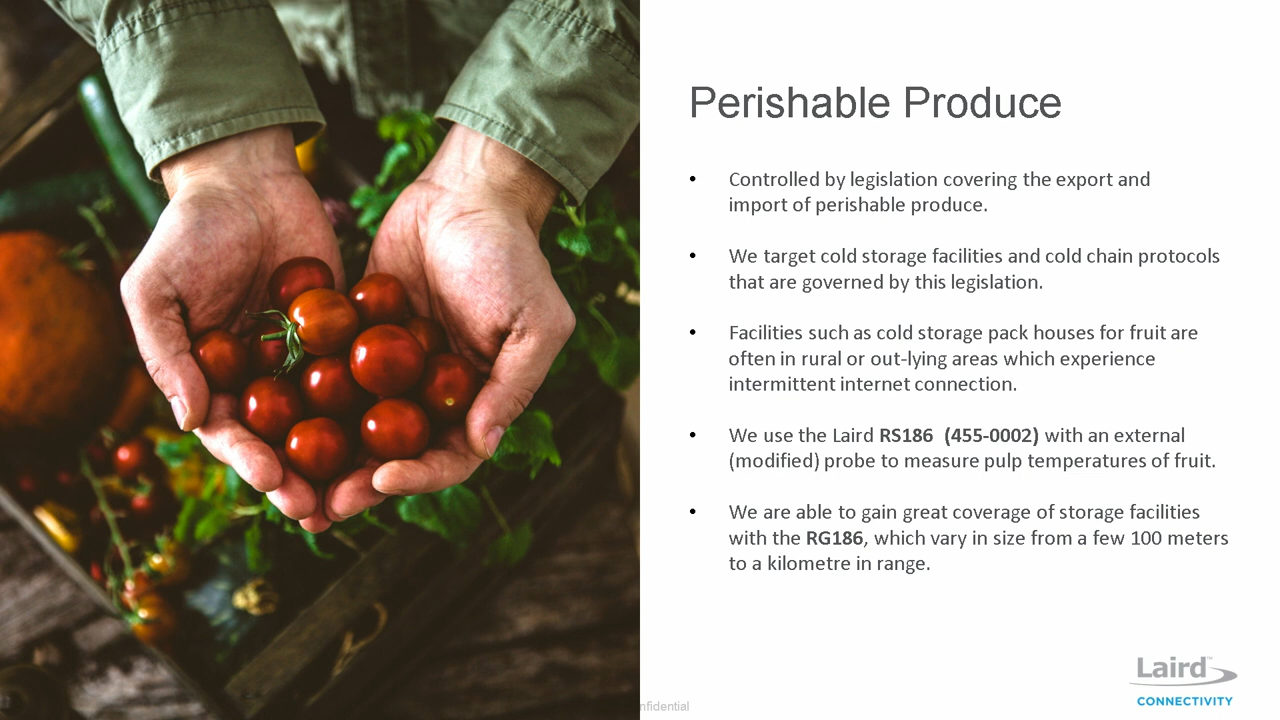 Perishable Produce
• Controlled by legislation covering the export and
import of perishable produce.
• We target cold storage facilities and cold chain protocols
that are governed by this legislation.
• Facilities such as cold storage pack houses for fruit are
often in rural or out-lying areas which experience
intermittent internet connection.
• We use the Laird RS186  (455-0002) with an external
(modified) probe to measure pulp temperatures of fruit.
• We are able to gain great coverage of storage facilities
with the RG186, which vary in size from a few 100 meters
to a kilometre in range.
nfidential
Laird™
CONNECTIVITY